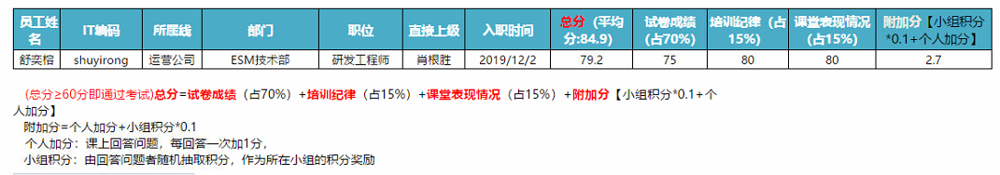 员工姓名 IT编码 所属线 部门 职位 直接上级 入职时间 总分（平均分:84.9） 试卷成绩(占70%) 培训纪律（占15%） 课堂表现情况(占15%) 附加分【小组积分*0.1+个人加分】
舒奕榕 shuyirong 运营公司 ESM技术部 研发工程师 肖根胜 2019/12/2 79.2 75 80 80 2.7
(总分≥60分即通过考试)总分=试卷成绩（占70%）+培训纪律（占15%）+课堂表现情况（占15%）+附加分【小组积分*0.1+个
人加分】
附加分=个人加分+小组积分*0.1
个人加分：课上回答问题，每回答一次加1分，
小组积分：由回答问题者随机抽取积分，作为所在小组的积分奖励